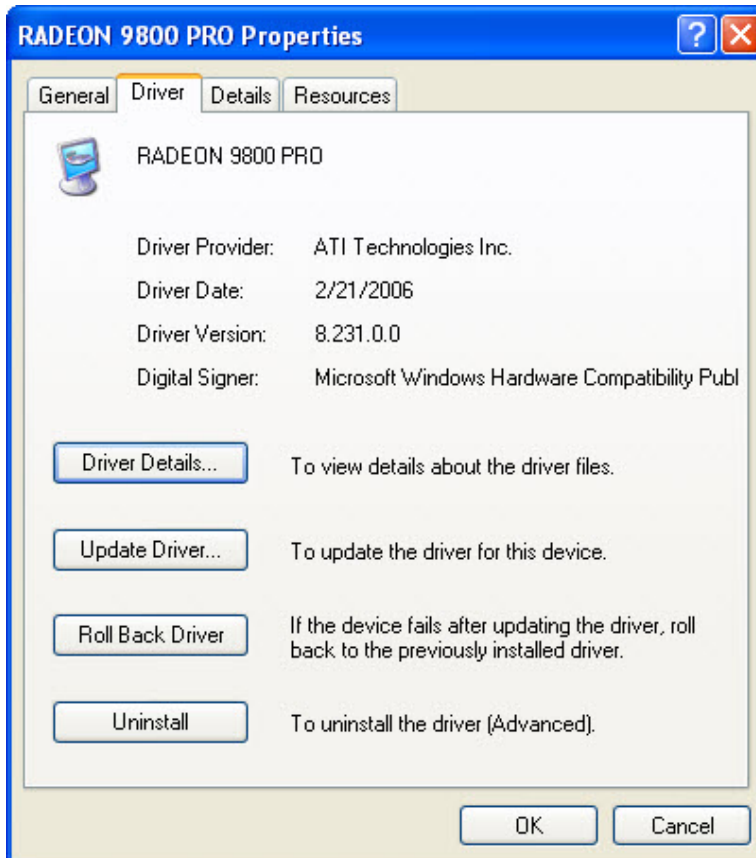 RADEON 9800 PRO Properties
?
X
General Driver Details Resources
RADEON 9800 PRO
Driver Provider: ATI Technologies Inc.
Driver Date: 2/21/2006
Driver Version: 8.231.0.0
Digital Signer: Microsoft Windows Hardware Compatibility Publ
Driver Details... To view details about the driver files.
Update Driver... To update the driver for this device.
Roll Back Driver If the device fails after updating the driver, roll
back to the previously installed driver.
Uninstall To uninstall the driver (Advanced).
OK Cancel